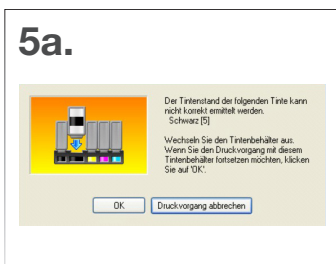 5a.
Der Tintenstand der folgenden Tinte kann
nicht korrekt ermittelt werden.
Schwarz [5]
Wechseln Sie den Tintenbehälter aus.
Wenn Sie den Druckvorgang mit diesem
Tintenbehälter fortsetzen möchten, klicken
Sie auf 'OK'.
OK
Druckvorgang abbrechen